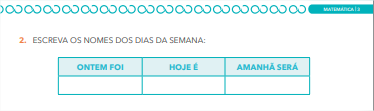 MATEMÁTICA | 3
2. ESCREVA OS NOMES DOS DIAS DA SEMANA:
ONTEM FOI HOJE É AMANHÃ SERÁ